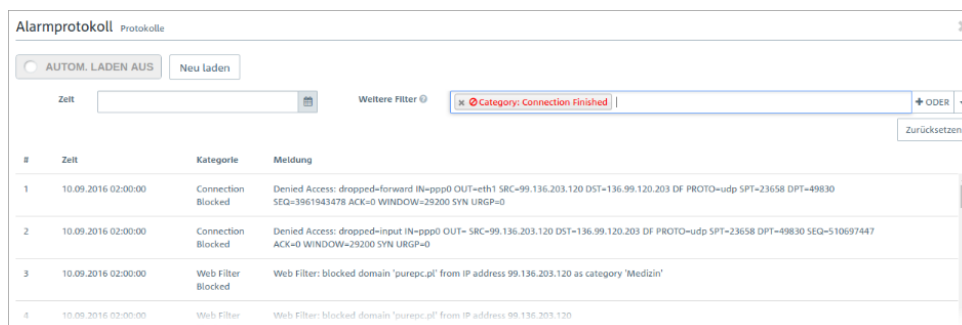 Alarmprotokoll Protokolle
AUTOM. LADEN AUS Neu laden
Zeit Weitere Filter Category: Connection Finished + ODER
Zurücksetzen
# Zeit Kategorie Meldung
1 10.09.2016 02:00:00 Connection Denied Access: dropped=forward IN=ppp0 OUT=eth1 SRC=99.136.203.120 DST=136.99.120.203 DF PROTO=udp SPT=23658 DPT=49830
Blocked SEQ=3961943478 ACK=0 WINDOW=29200 SYN URGP=0
2 10.09.2016 02:00:00 Connection Denied Access: dropped=input IN=ppp0 OUT= SRC=99.136.203.120 DST=136.99.120.203 DF PROTO=udp SPT=23658 DPT=49830 SEQ=510697447
Blocked ACK=0 WINDOW=29200 SYN URGP=0
3 10.09.2016 02:00:00 Web Filter Web Filter: blocked domain 'purepc.pl' from IP address 99.136.203.120 as category 'Medizin'
Blocked
4 10.09.2016 02:00:00 Web Filter Web Filter: blocked domain 'purepc.pl' from IP address 99.136.203.120